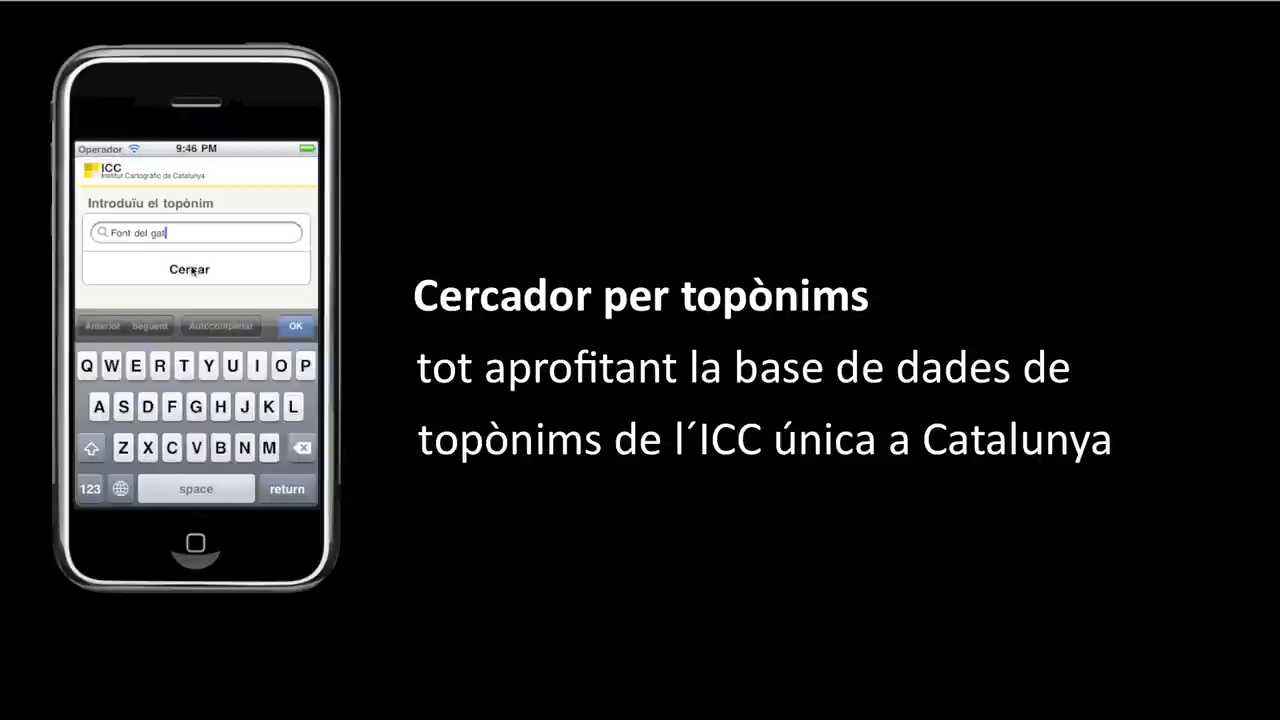 Operador 9:46 PM
ICC
Institut Cartogràfic de Catalunya
Introduïu el topònim
Font del gat
Cercar
Anterior Següent Autocompletar OK
Q W E R T Y U I O P
A S D F G H J K L
Z X C V B N M
123 space return
Cercador per topònims
tot aprofitant la base de dades de
topònims de l´ICC única a Catalunya